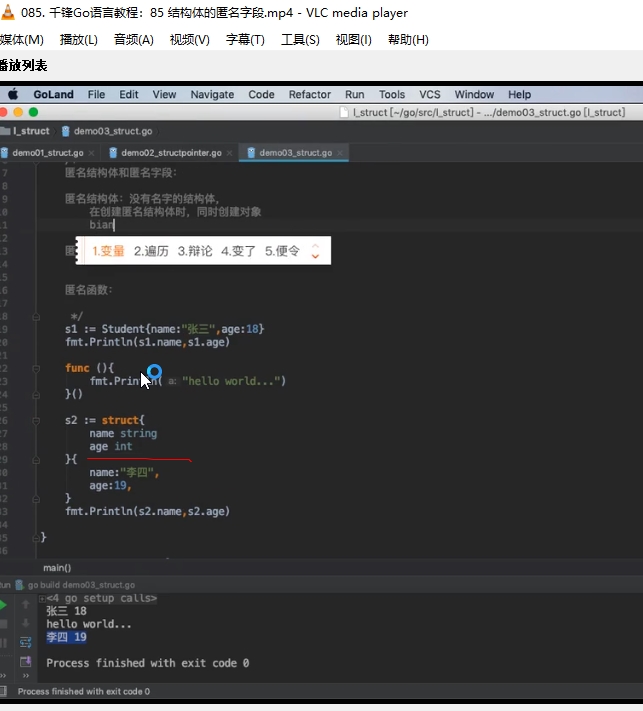 085. 千锋Go语言教程：85 结构体的匿名字段.mp4 - VLC media player
媒体(M) 播放(L) 音频(A) 视频(V) 字幕(T) 工具(S) 视图(I) 帮助(H)
播放列表
GoLand File Edit View Navigate Code Refactor Run Tools VCS Window Help
l_struct [~/go/src/l_struct] - .../demo03_struct.go [l_struct]
l_struct demo03_struct.go
demo01_struct.go × demo02_structpointer.go × demo03_struct.go ×
7 匿名结构体和匿名字段：
8
9 匿名结构体：没有名字的结构体，
10 在创建匿名结构体时，同时创建对象
11 bian
12
13 匿
1.变量 2.遍历 3.辩论 4.变了 5.便令
14
15
16 匿名函数：
17
18 */
19 s1 := Student{name:"张三",age:18}
20 fmt.Println(s1.name,s1.age)
21
22 func (){
23 fmt.Println( a: "hello world...")
24 }()
25
26 s2 := struct{
27 name string
28 age int
29 }{
30 name:"李四",
31 age:19,
32 }
33 fmt.Println(s2.name,s2.age)
34
35 }
36
main()
un go build demo03_struct.go
<4 go setup calls>
张三 18
hello world...
李四 19
Process finished with exit code 0
Process finished with exit code 0